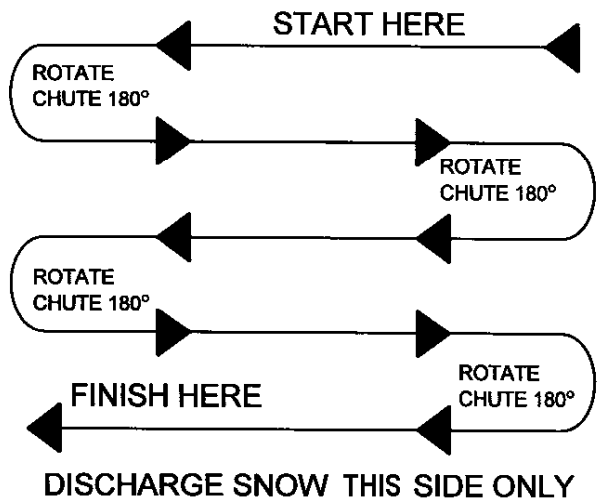 START HERE
ROTATE
CHUTE 180°
ROTATE
CHUTE 180°
ROTATE
CHUTE 180°
ROTATE
CHUTE 180°
FINISH HERE
DISCHARGE SNOW THIS SIDE ONLY